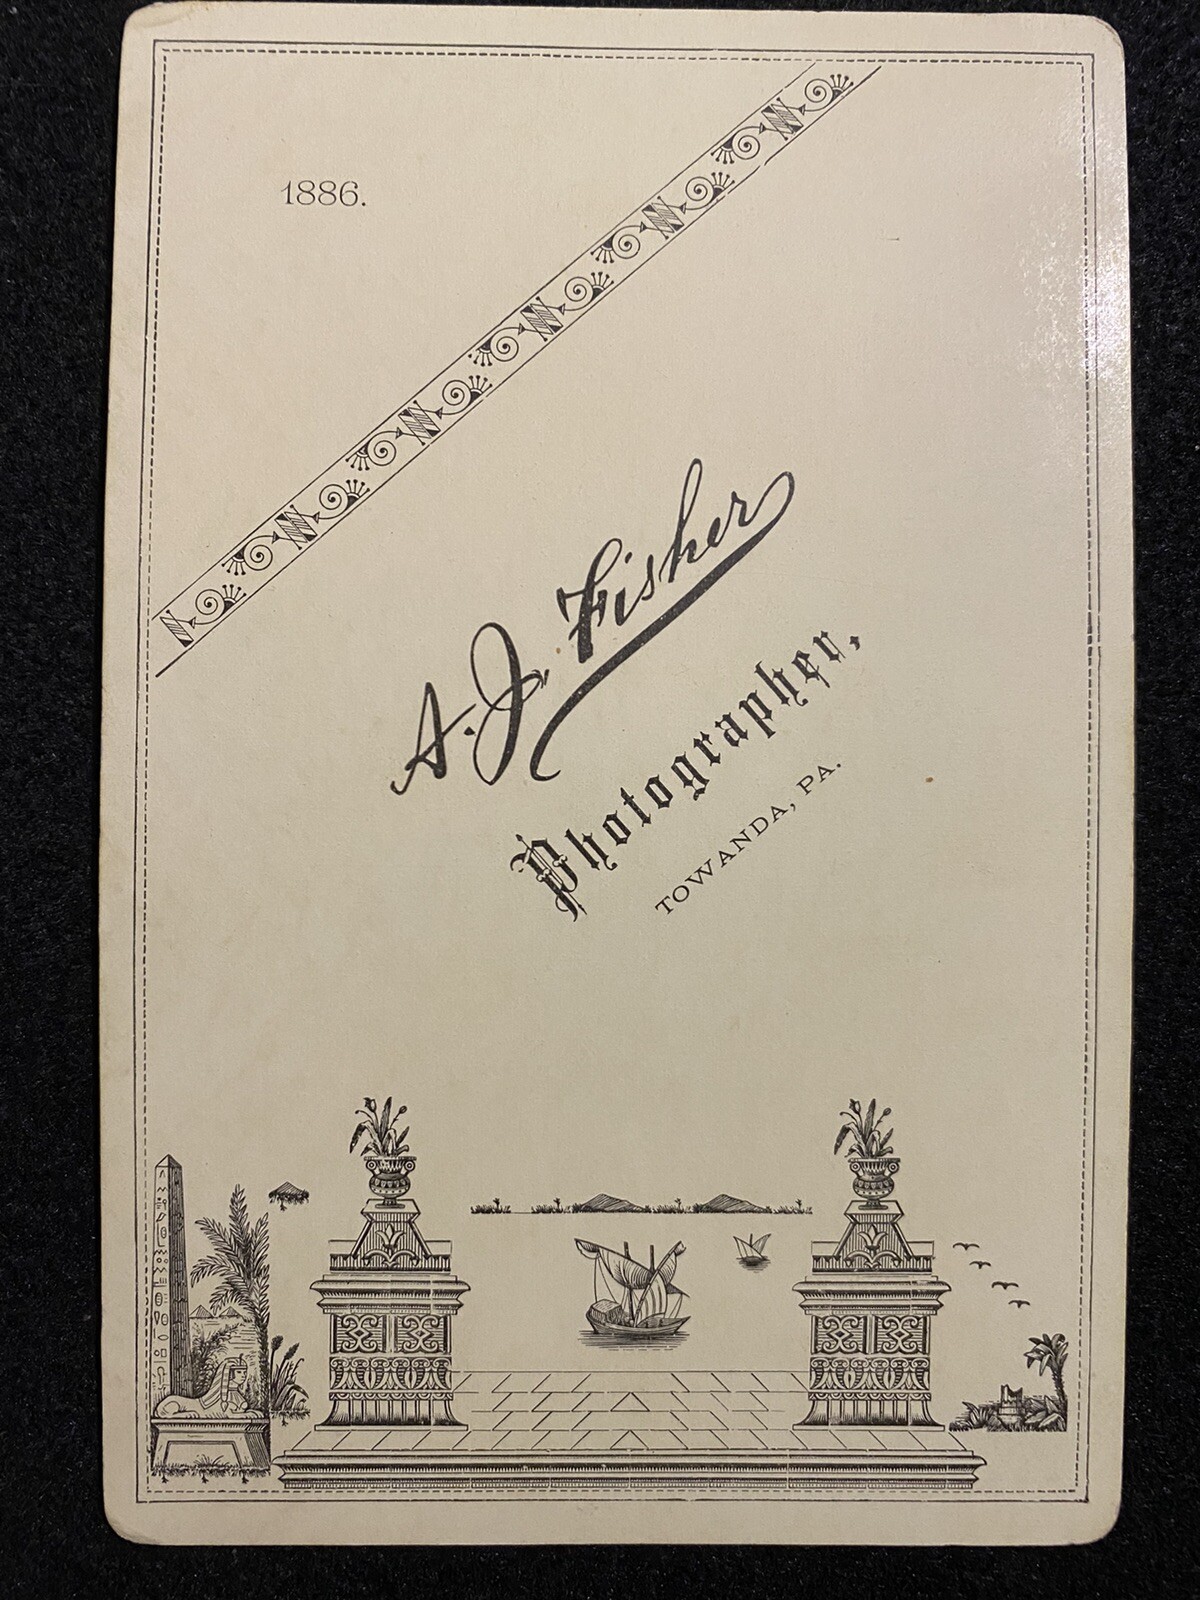 1886.
A. J. Fisher
Photographer,
TOWANDA, PA.